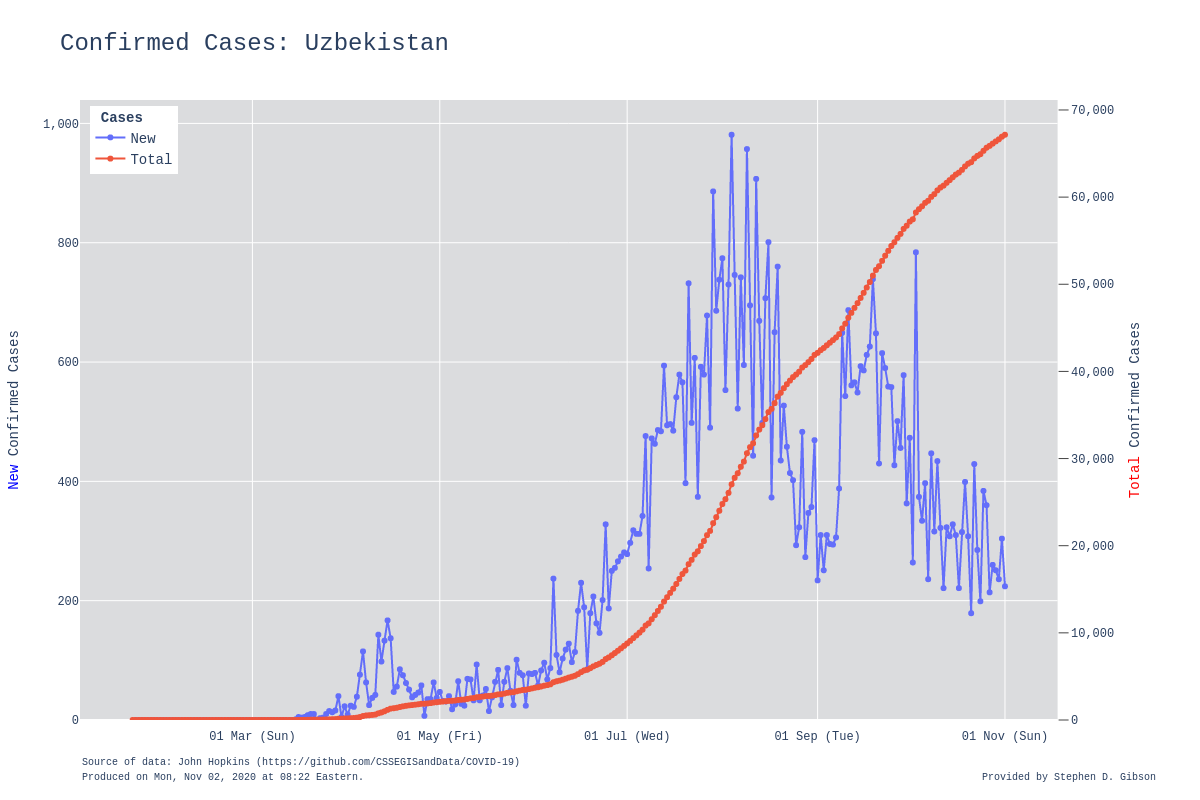 Confirmed Cases: Uzbekistan
Cases
New
Total
1,000
800
600
400
200
0
70,000
60,000
50,000
40,000
30,000
20,000
10,000
0
New Confirmed Cases
Total Confirmed Cases
01 Mar (Sun)
01 May (Fri)
01 Jul (Wed)
01 Sep (Tue)
01 Nov (Sun)
Source of data: John Hopkins (https://github.com/CSSEGISandData/COVID-19)
Produced on Mon, Nov 02, 2020 at 08:22 Eastern.
Provided by Stephen D. Gibson